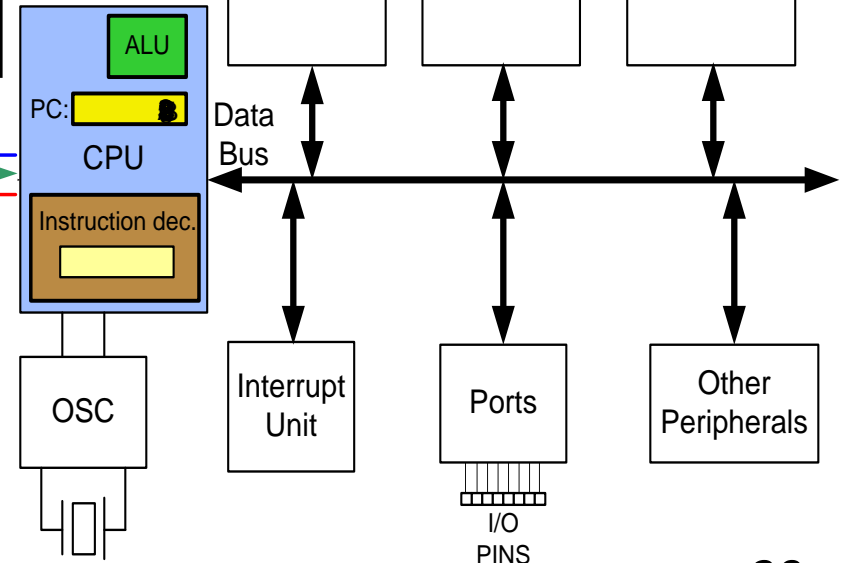 ALU
PC:
CPU
Data
Bus
Instruction dec.
OSC
Interrupt
Unit
Ports
Other
Peripherals
I/O
PINS